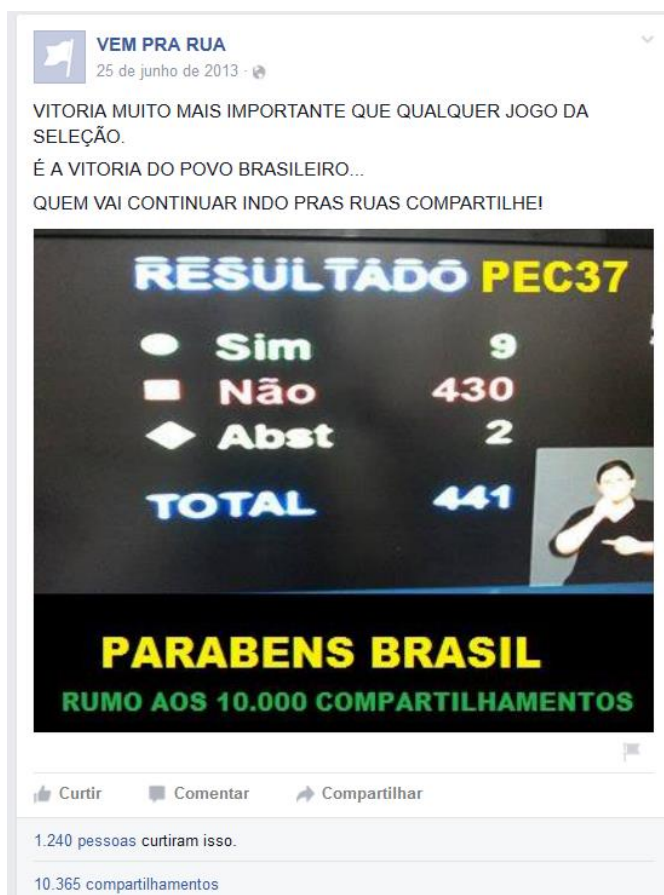 VEM PRA RUA
25 de junho de 2013 ·
VITORIA MUITO MAIS IMPORTANTE QUE QUALQUER JOGO DA
SELEÇÃO.
É A VITORIA DO POVO BRASILEIRO...
QUEM VAI CONTINUAR INDO PRAS RUAS COMPARTILHE!
RESULTADO PEC37
Sim 9
Não 430
Abst 2
TOTAL 441
PARABENS BRASIL
RUMO AOS 10.000 COMPARTILHAMENTOS
Curtir Comentar Compartilhar
1.240 pessoas curtiram isso.
10.365 compartilhamentos